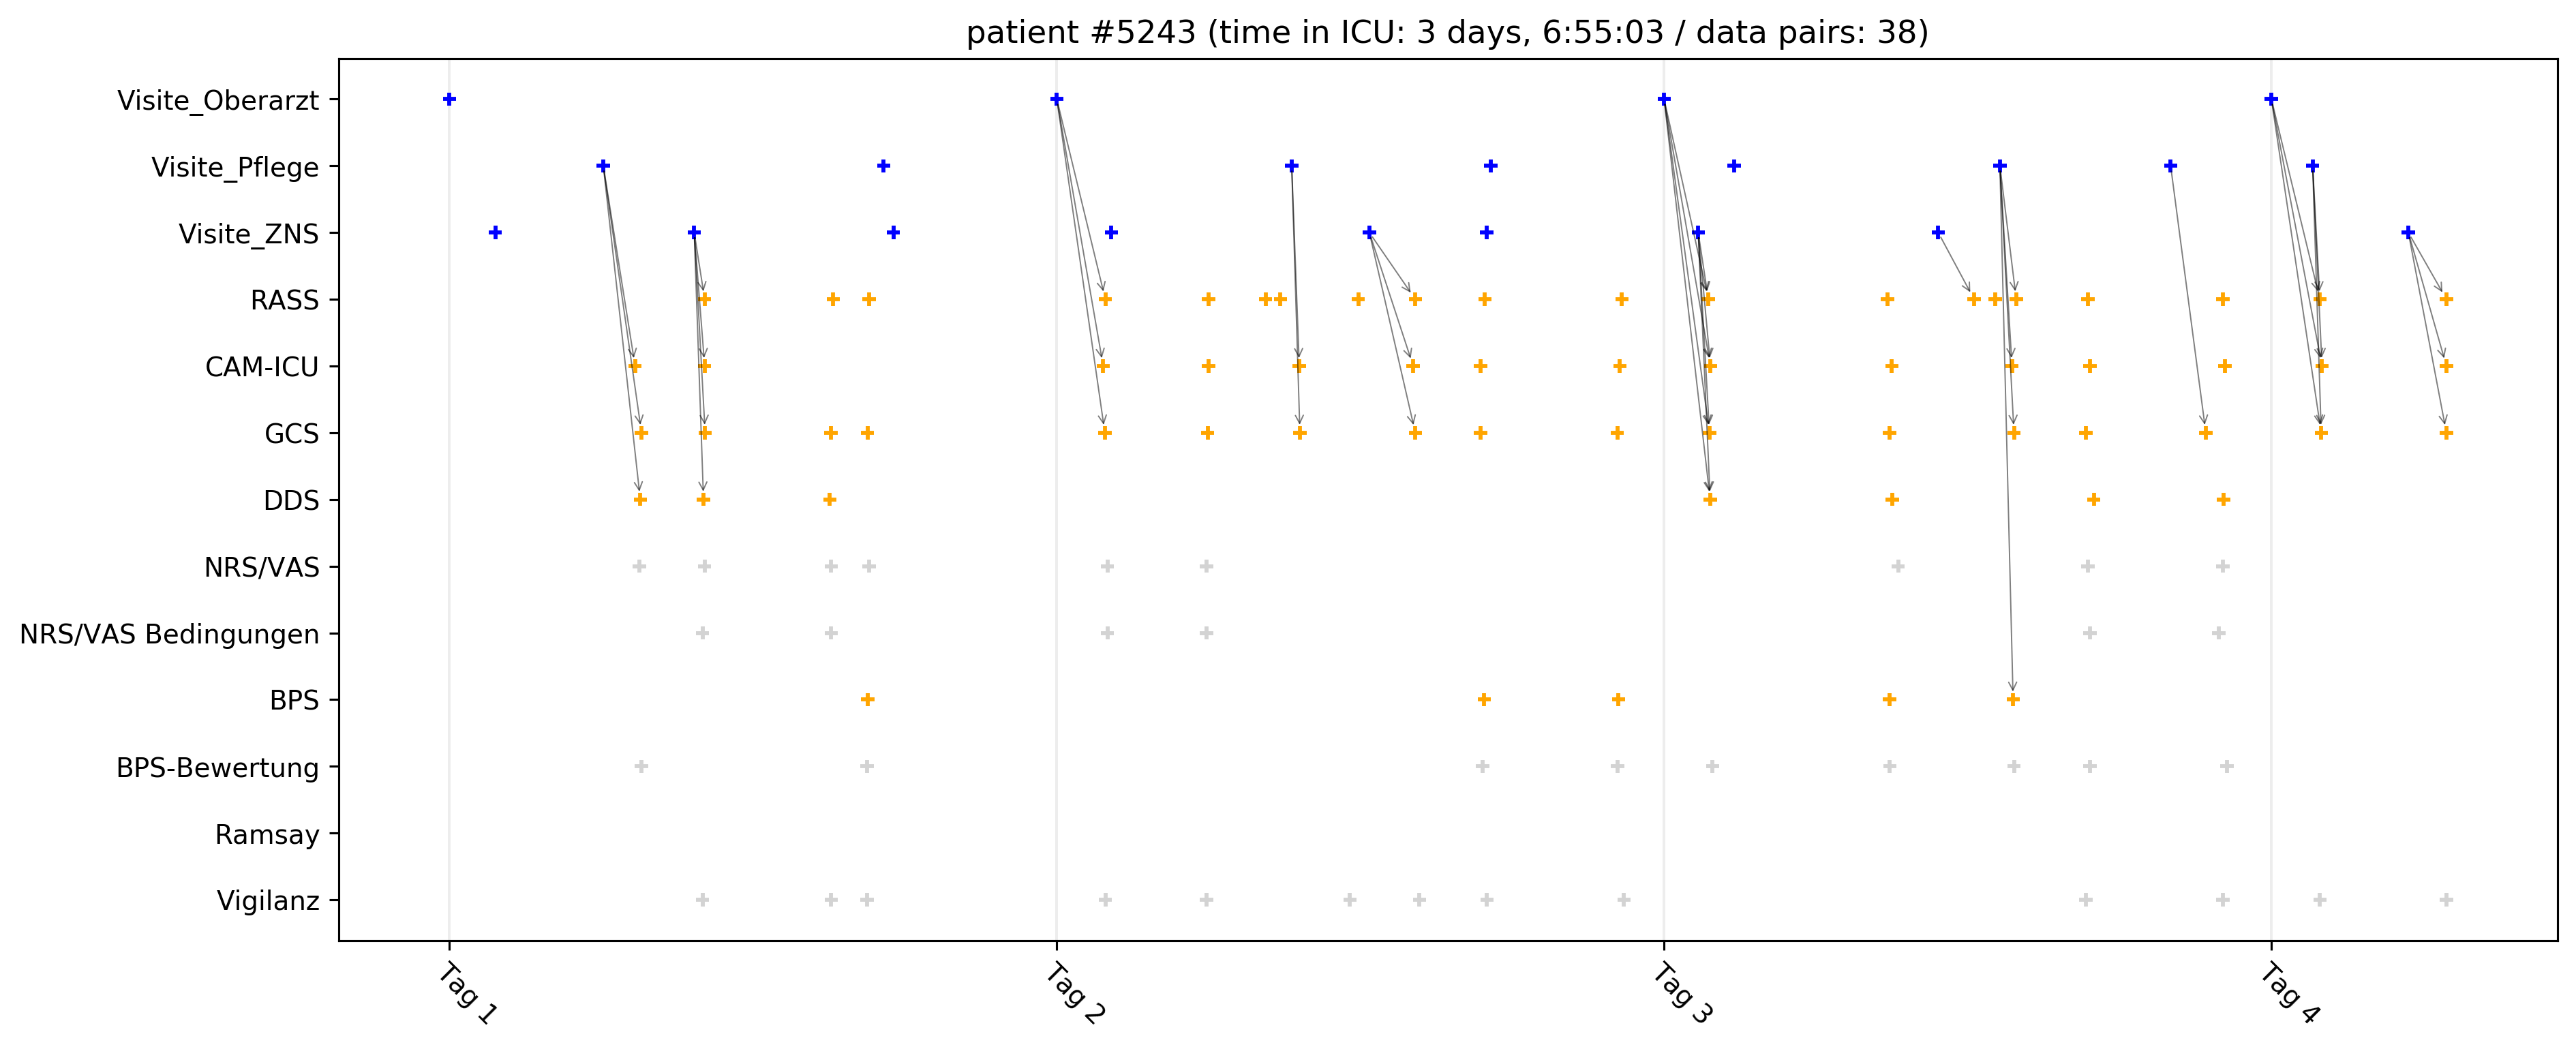 patient #5243 (time in ICU: 3 days, 6:55:03 / data pairs: 38)
Visite_Oberarzt
Visite_Pflege
Visite_ZNS
RASS
CAM-ICU
GCS
DDS
NRS/VAS
NRS/VAS Bedingungen
BPS
BPS-Bewertung
Ramsay
Vigilanz
Tag 1
Tag 2
Tag 3
Tag 4